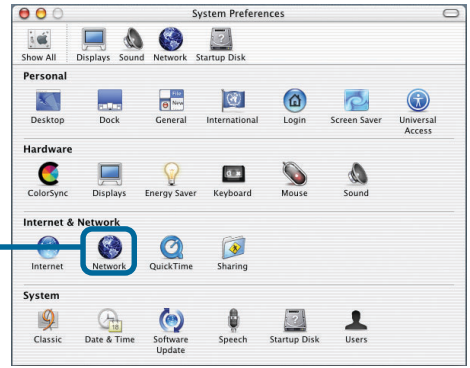 System Preferences
Show All Displays Sound Network Startup Disk
Personal
Desktop Dock General International Login Screen Saver Universal Access
Hardware
ColorSync Displays Energy Saver Keyboard Mouse Sound
Internet & Network
Internet Network QuickTime Sharing
System
Classic Date & Time Software Update Speech Startup Disk Users